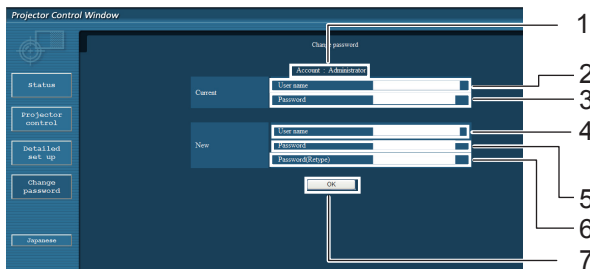 Projector Control Window
Change password
1
Account : Administrator
Current
User name
2
Password
3
New
User name
4
Password
5
Password(Retype)
6
OK
7
Status
Projector
control
Detailed
set up
Change
password
Japanese